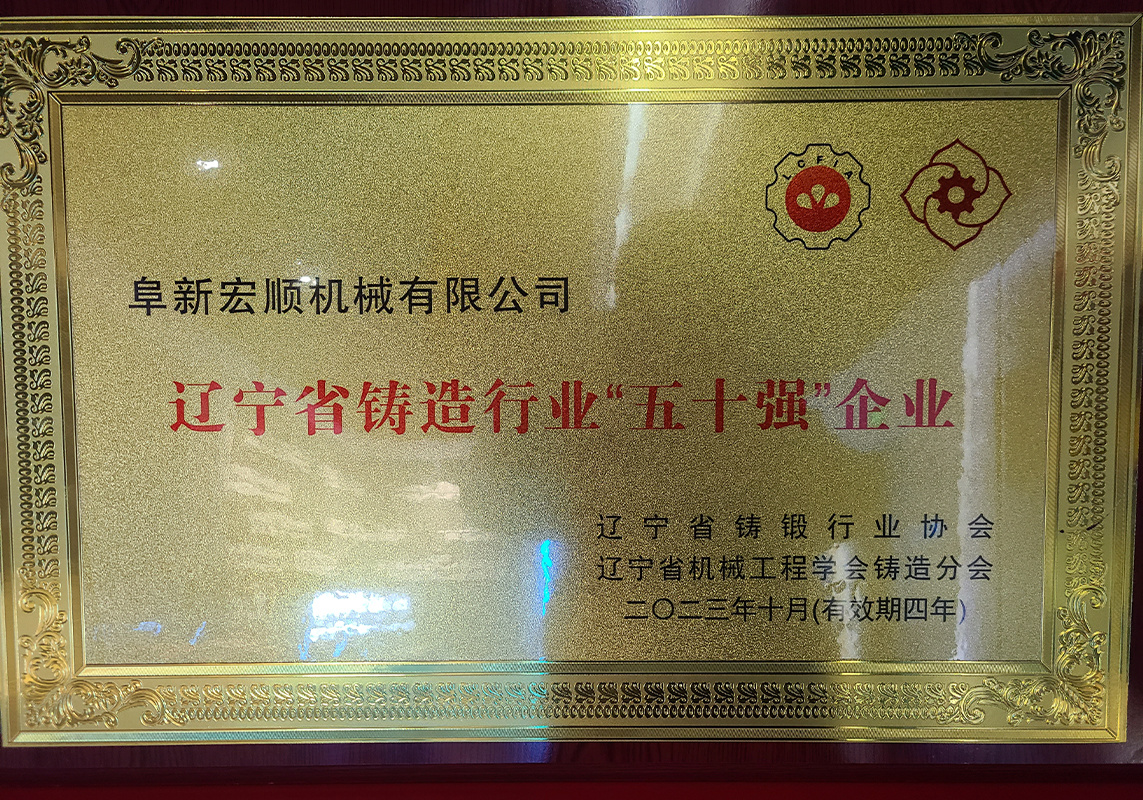 LCFIA
阜新宏顺机械有限公司
辽宁省铸造行业“五十强”企业
辽宁省铸锻行业协会
辽宁省机械工程学会铸造分会
二〇二三年十月(有效期四年)